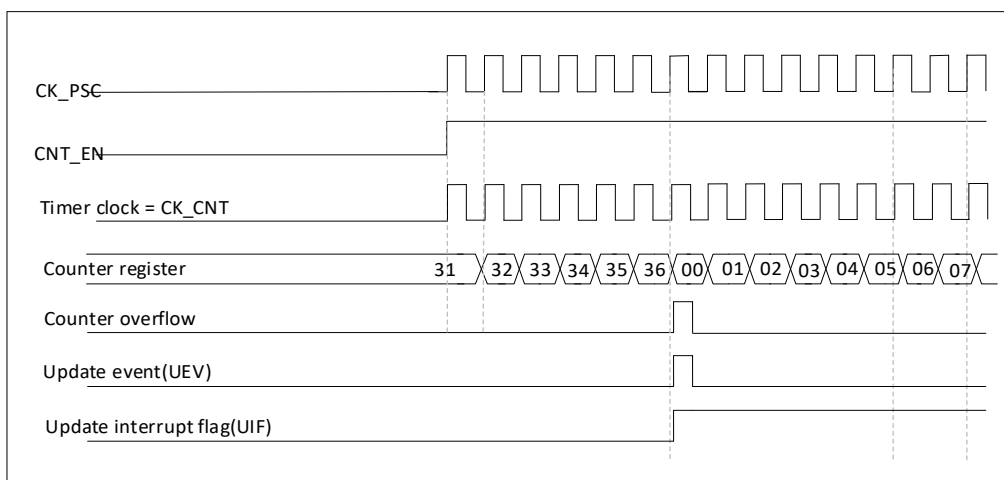 CK_PSC
CNT_EN
Timer clock = CK_CNT
Counter register 31 32 33 34 35 36 00 01 02 03 04 05 06 07
Counter overflow
Update event(UEV)
Update interrupt flag(UIF)